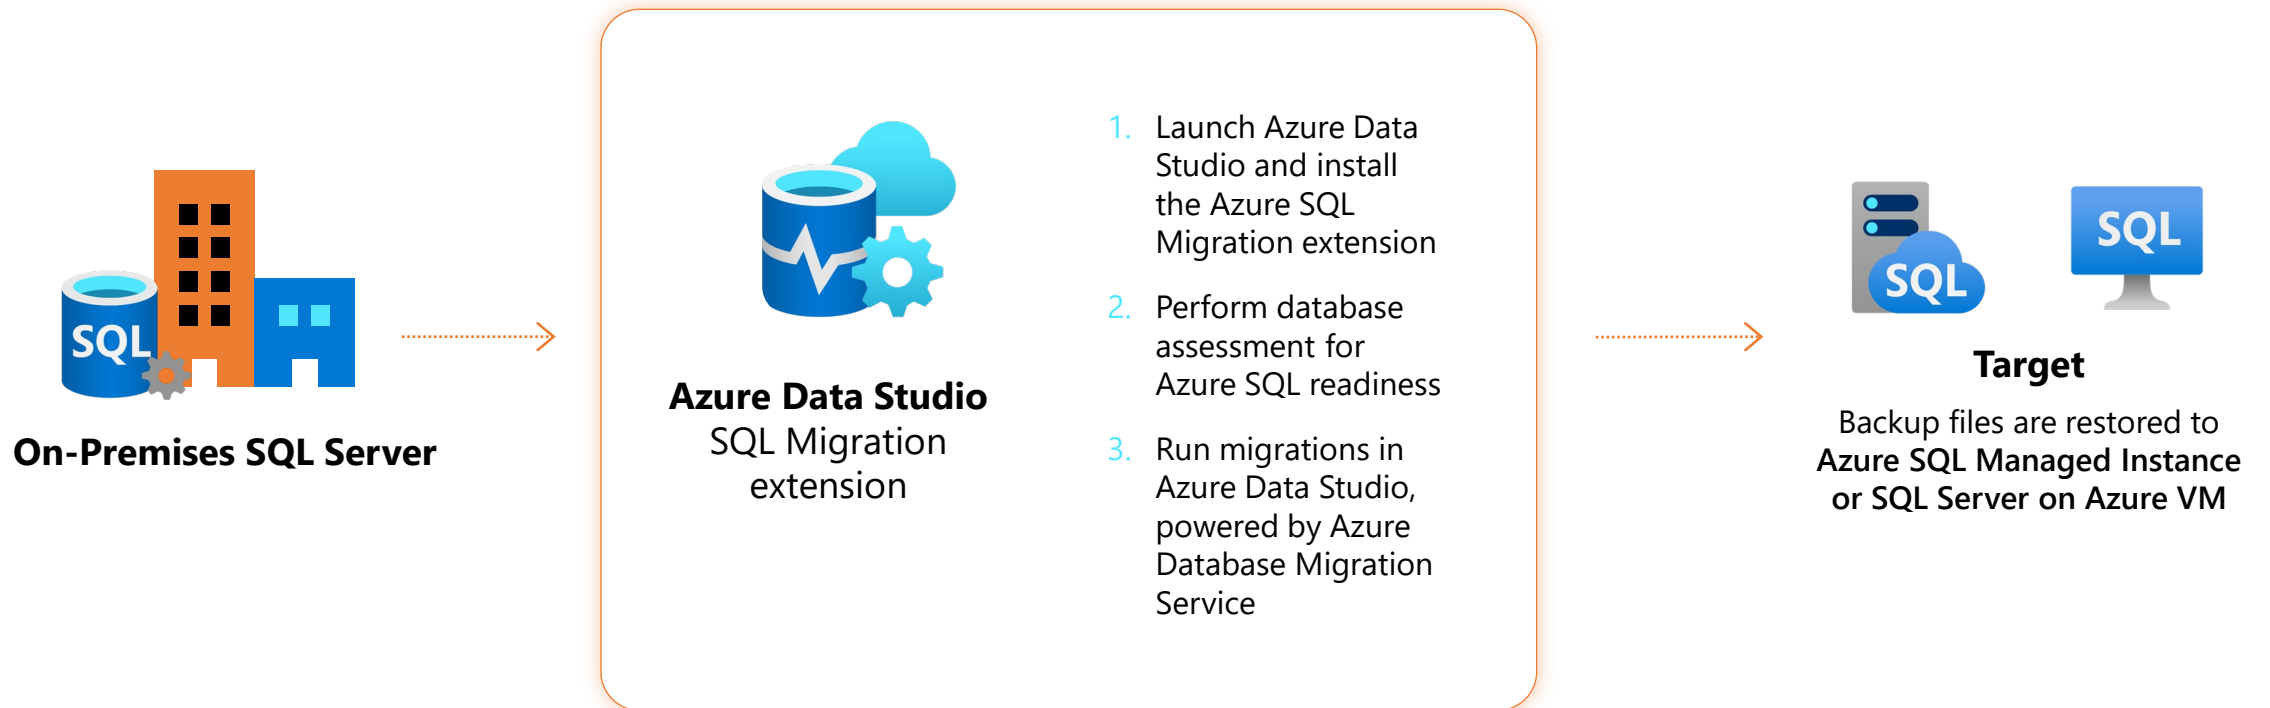 SQL
On-Premises SQL Server
Azure Data Studio
SQL Migration
extension
1. Launch Azure Data
Studio and install
the Azure SQL
Migration extension
2. Perform database
assessment for
Azure SQL readiness
3. Run migrations in
Azure Data Studio,
powered by Azure
Database Migration
Service
SQL
SQL
Target
Backup files are restored to
Azure SQL Managed Instance
or SQL Server on Azure VM